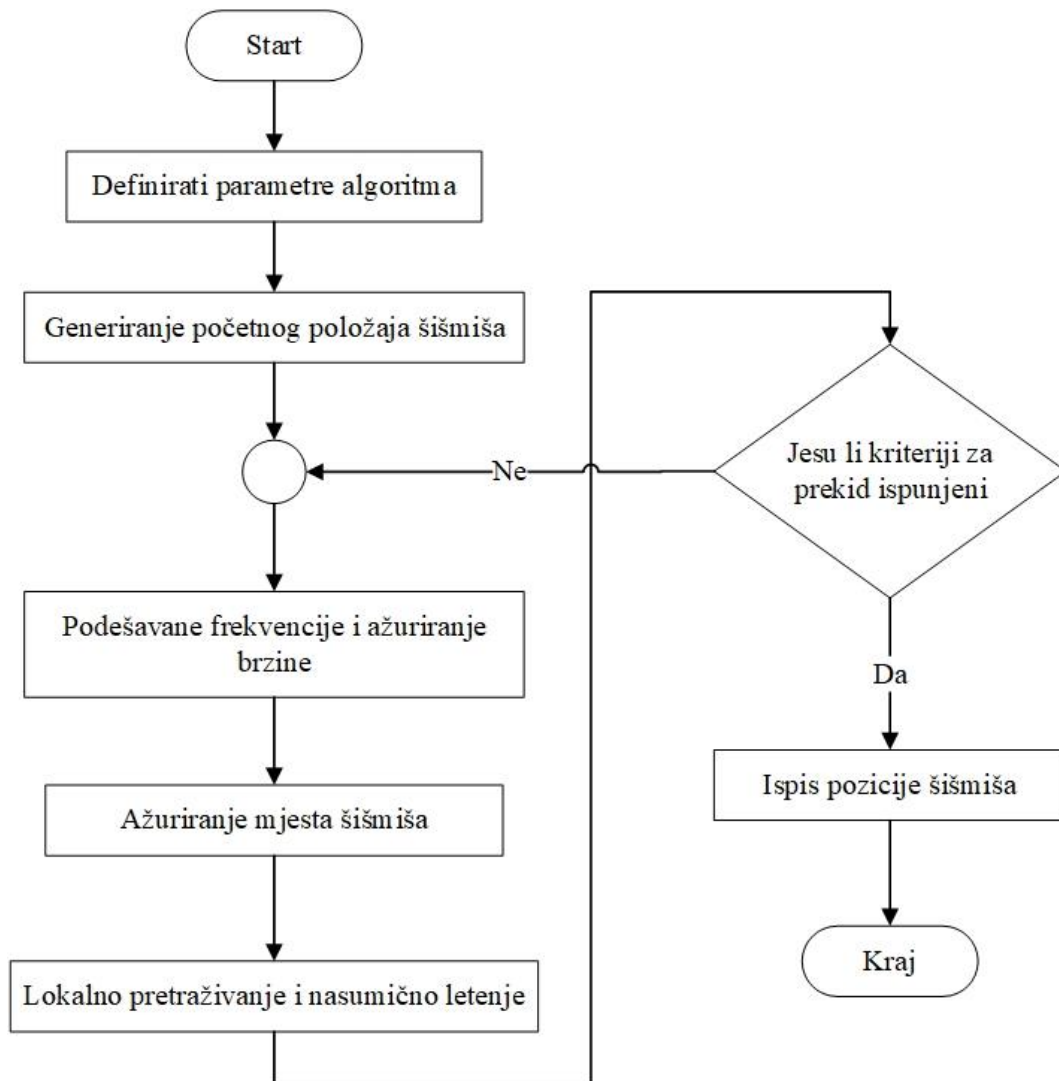 Start
Definirati parametre algoritma
Generiranje početnog položaja šišmiša
Podešavane frekvencije i ažuriranje
brzine
Ažuriranje mjesta šišmiša
Lokalno pretraživanje i nasumično letenje
Jesu li kriteriji za
prekid ispunjeni
Ne
Da
Ispis pozicije šišmiša
Kraj